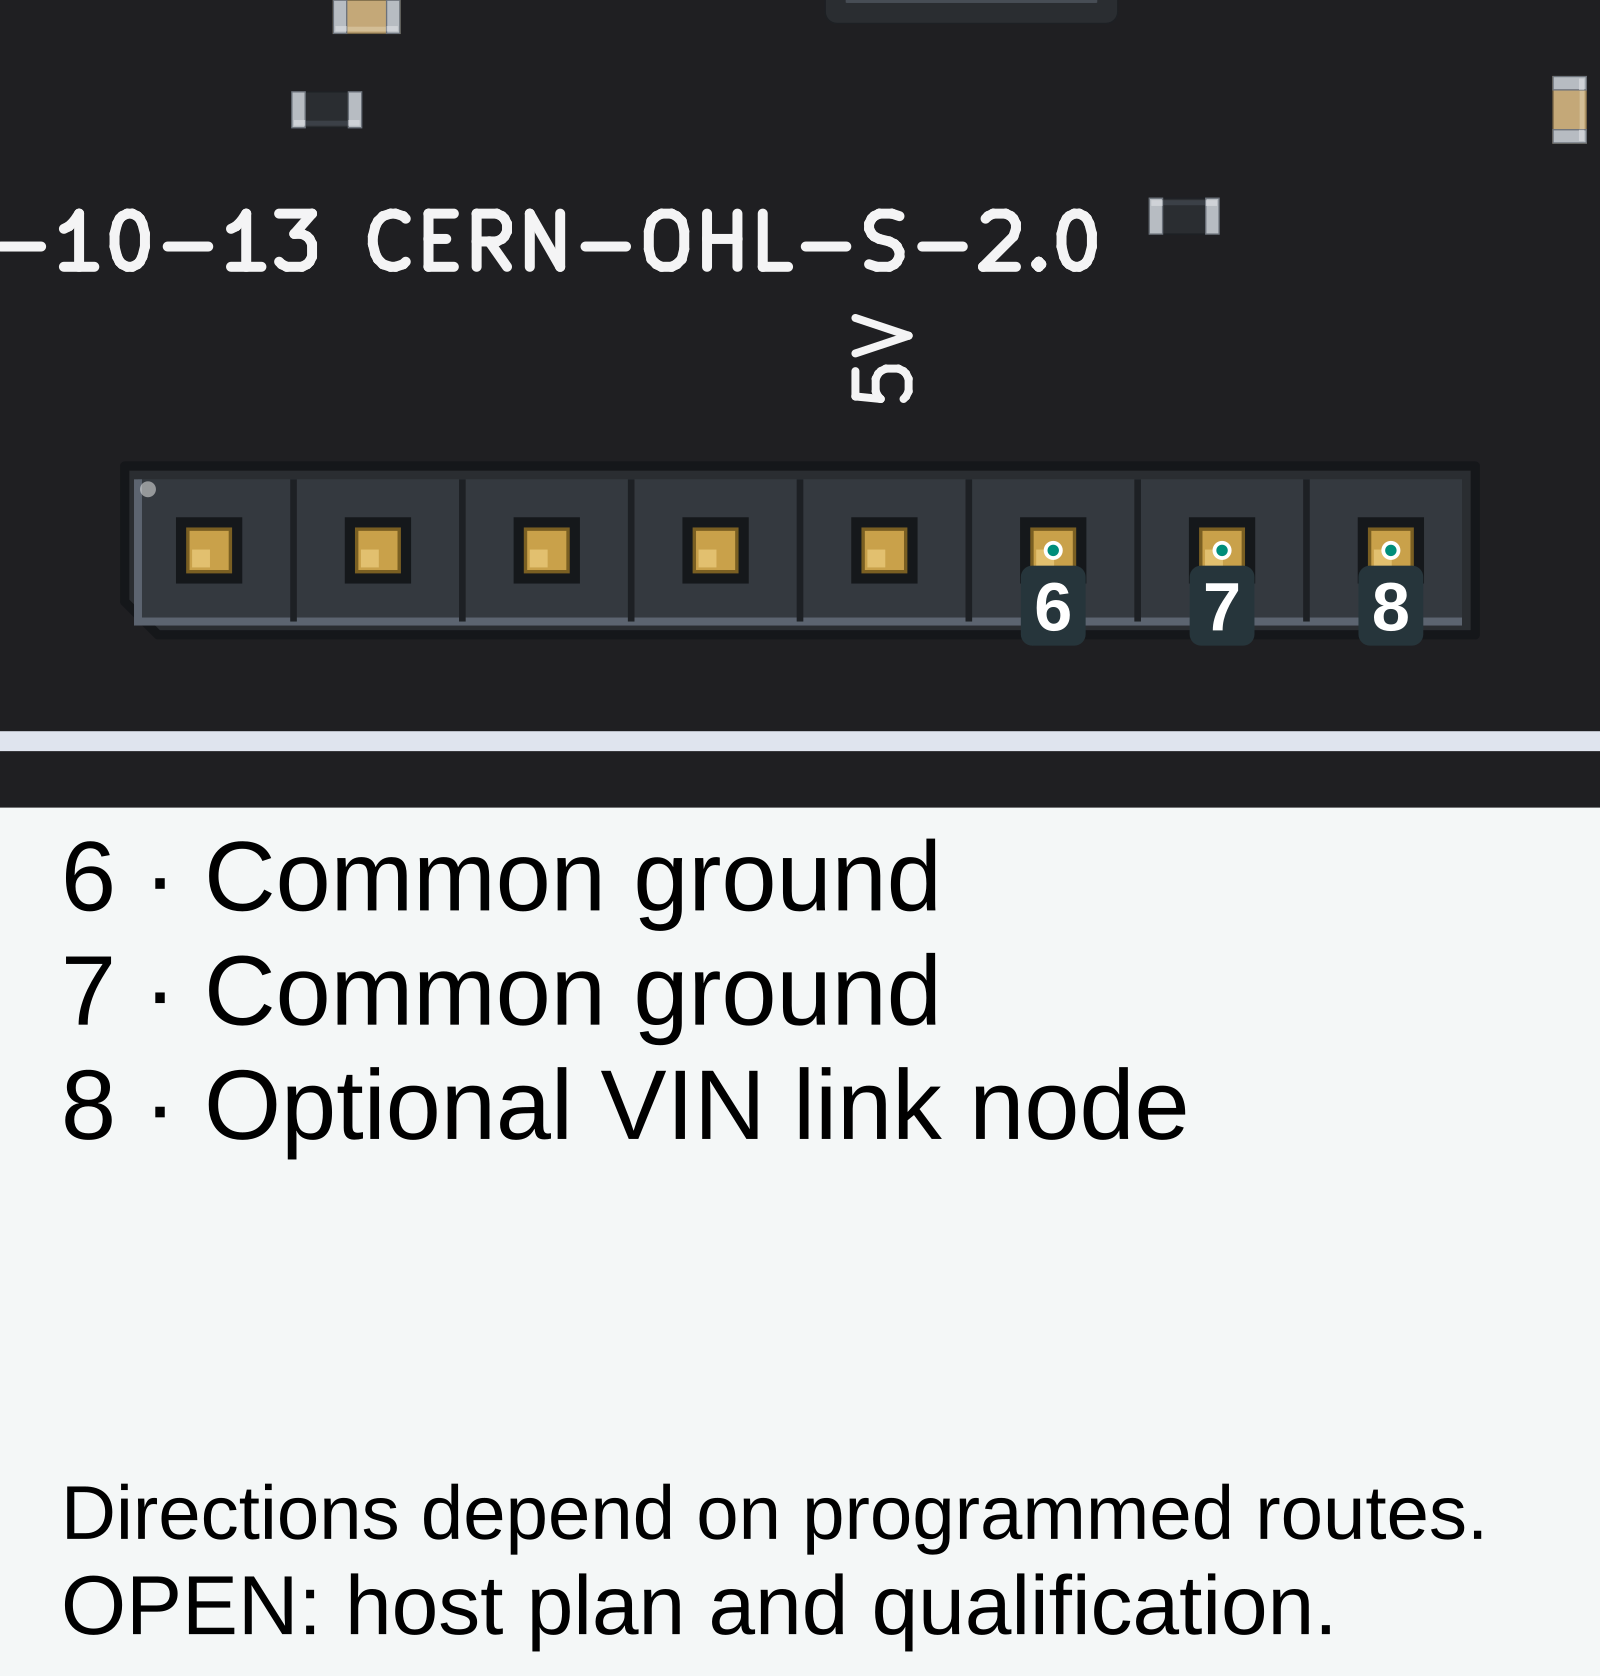 -10-13 CERN-OHL-S-2.0
5V
6 7 8
6 · Common ground
7 · Common ground
8 · Optional VIN link node
Directions depend on programmed routes.
OPEN: host plan and qualification.